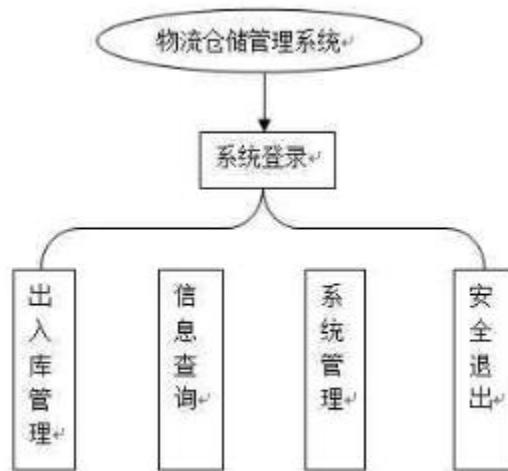 物流仓储管理系统
系统登录
出入库管理
信息查询
系统管理
安全退出